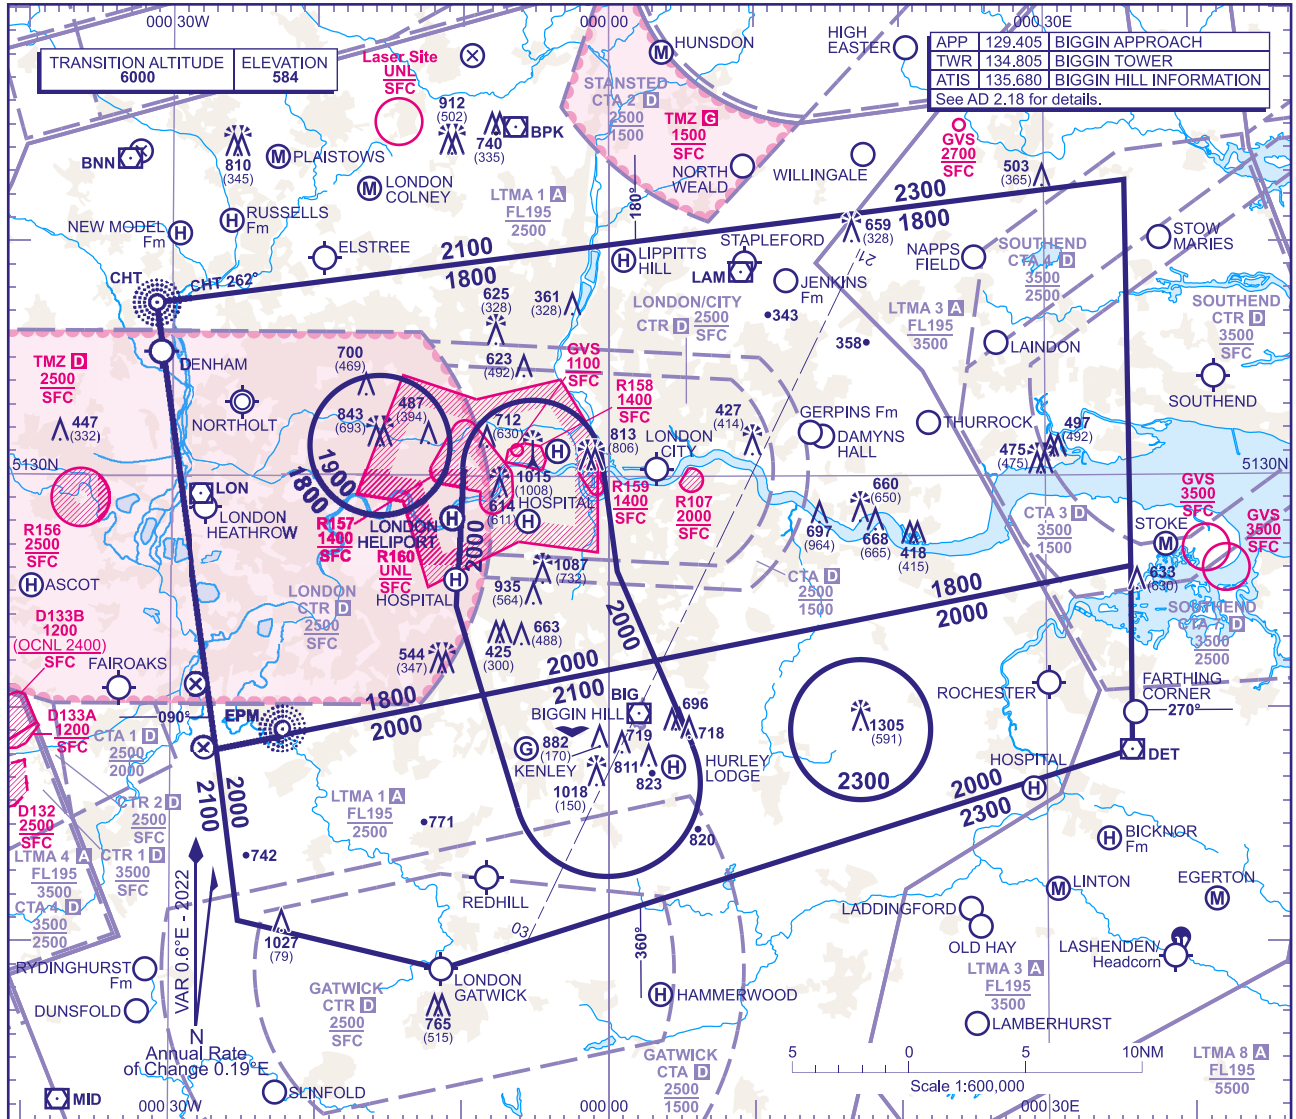 000 30W
000 00
000 30E
TRANSITION ALTITUDE
6000
ELEVATION
584
APP 129.405 BIGGIN APPROACH
TWR 134.805 BIGGIN TOWER
ATIS 135.680 BIGGIN HILL INFORMATION
See AD 2.18 for details.
Laser Site
UNL
SFC
HUNSDON
HIGH
EASTER
STANSTED
CTA 2 D
2500
1500
TMZ G
1500
SFC
GVS
2700
SFC
912
(502)
740
(335)
BPK
BNN
810
(345)
PLAISTOWS
LONDON
COLNEY
NORTH
WEALD
WILLINGALE
503
(365)
LTMA 1 A
FL195
2500
180°
2300
1800
NEW MODEL
Fm
RUSSELLS
Fm
ELSTREE
2100
1800
LIPPITTS
HILL
STAPLEFORD
LAM
JENKINS
Fm
659
(328)
21
NAPPS
FIELD
STOW
MARIES
SOUTHEND
CTA 4 D
3500
2500
CHT
CHT 262°
625
(328)
361
(328)
LONDON/CITY
CTR D 2500
SFC
343
358
LTMA 3 A
FL195
3500
SOUTHEND
CTR D
3500
SFC
LAINDON
SOUTHEND
TMZ D
2500
SFC
DENHAM
700
(469)
623
(492)
GVS
1100
SFC
R158
1400
SFC
447
(332)
NORTHOLT
843
(693)
487
(394)
712
(630)
813
(806)
427
(414)
GERPINS Fm
DAMYNS
HALL
THURROCK
497
(492)
475
(475)
5130N
5130N
1900
1800
LONDON
CITY
1015
(1008)
614
(611)
HOSPITAL
R159
1400
SFC
R107
2000
SFC
660
(650)
697
(964)
668
(665)
418
(415)
CTA 3 D
3500
1500
GVS
3500
SFC
GVS
3500
SFC
STOKE
LON
LONDON
HEATHROW
R156
2500
SFC
R157
1400
SFC
LONDON
HELIPORT
R160
UNL
SFC
2000
ASCOT
LONDON
CTR D
2500
SFC
HOSPITAL
1087
(732)
935
(564)
CTA D
2500
1500
1800
2000
633
(630)
SOUTHEND
CTA D
3500
2500
D133B
1200
(OCNL 2400)
SFC
FAIROAKS
544
(347)
425
(300)
663
(488)
2000
2000
2100
1800
2000
ROCHESTER
FARTHING
CORNER
270°
DET
090°
EPM
D133A
1200
SFC
CTA 1 D
2500
2000
BIG
BIGGIN HILL
696
718
719
882
(170)
KENLEY
811
823
1018
(150)
HURLEY
LODGE
1305
(591)
2300
HOSPITAL
2000
2300
2100
2000
D132
2500
SFC
CTR 2 D
2500
SFC
CTR 1 D
3500
SFC
LTMA 4 A
FL195
3500
CTA 4 D
3500
2500
LTMA 1 A
FL195
2500
771
742
820
BICKNOR
Fm
REDHILL
LINTON
EGERTON
LADDINGFORD
OLD HAY
LASHENDEN/
Headcorn
VAR 0.6°E - 2022
1027
(79)
03
360°
RYDINGHURST
Fm
DUNSFOLD
LONDON
GATWICK
GATWICK
CTR D
2500
SFC
765
(515)
HAMMERWOOD
LTMA 3 A
FL195
3500
LAMBERHURST
N
Annual Rate
of Change 0.19°E
GATWICK
CTA D
2500
1500
5 0 5 10NM
Scale 1:600,000
LTMA 8 A
FL195
5500
MID
SLINFOLD
000 30W
000 00
000 30E